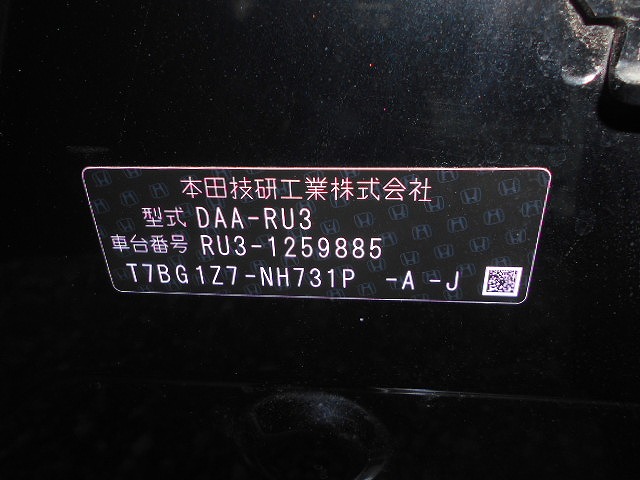 本田技研工業株式会社
型式 DAA-RU3
車台番号 RU3-1259885
T7BG1Z7-NH731P -A -J